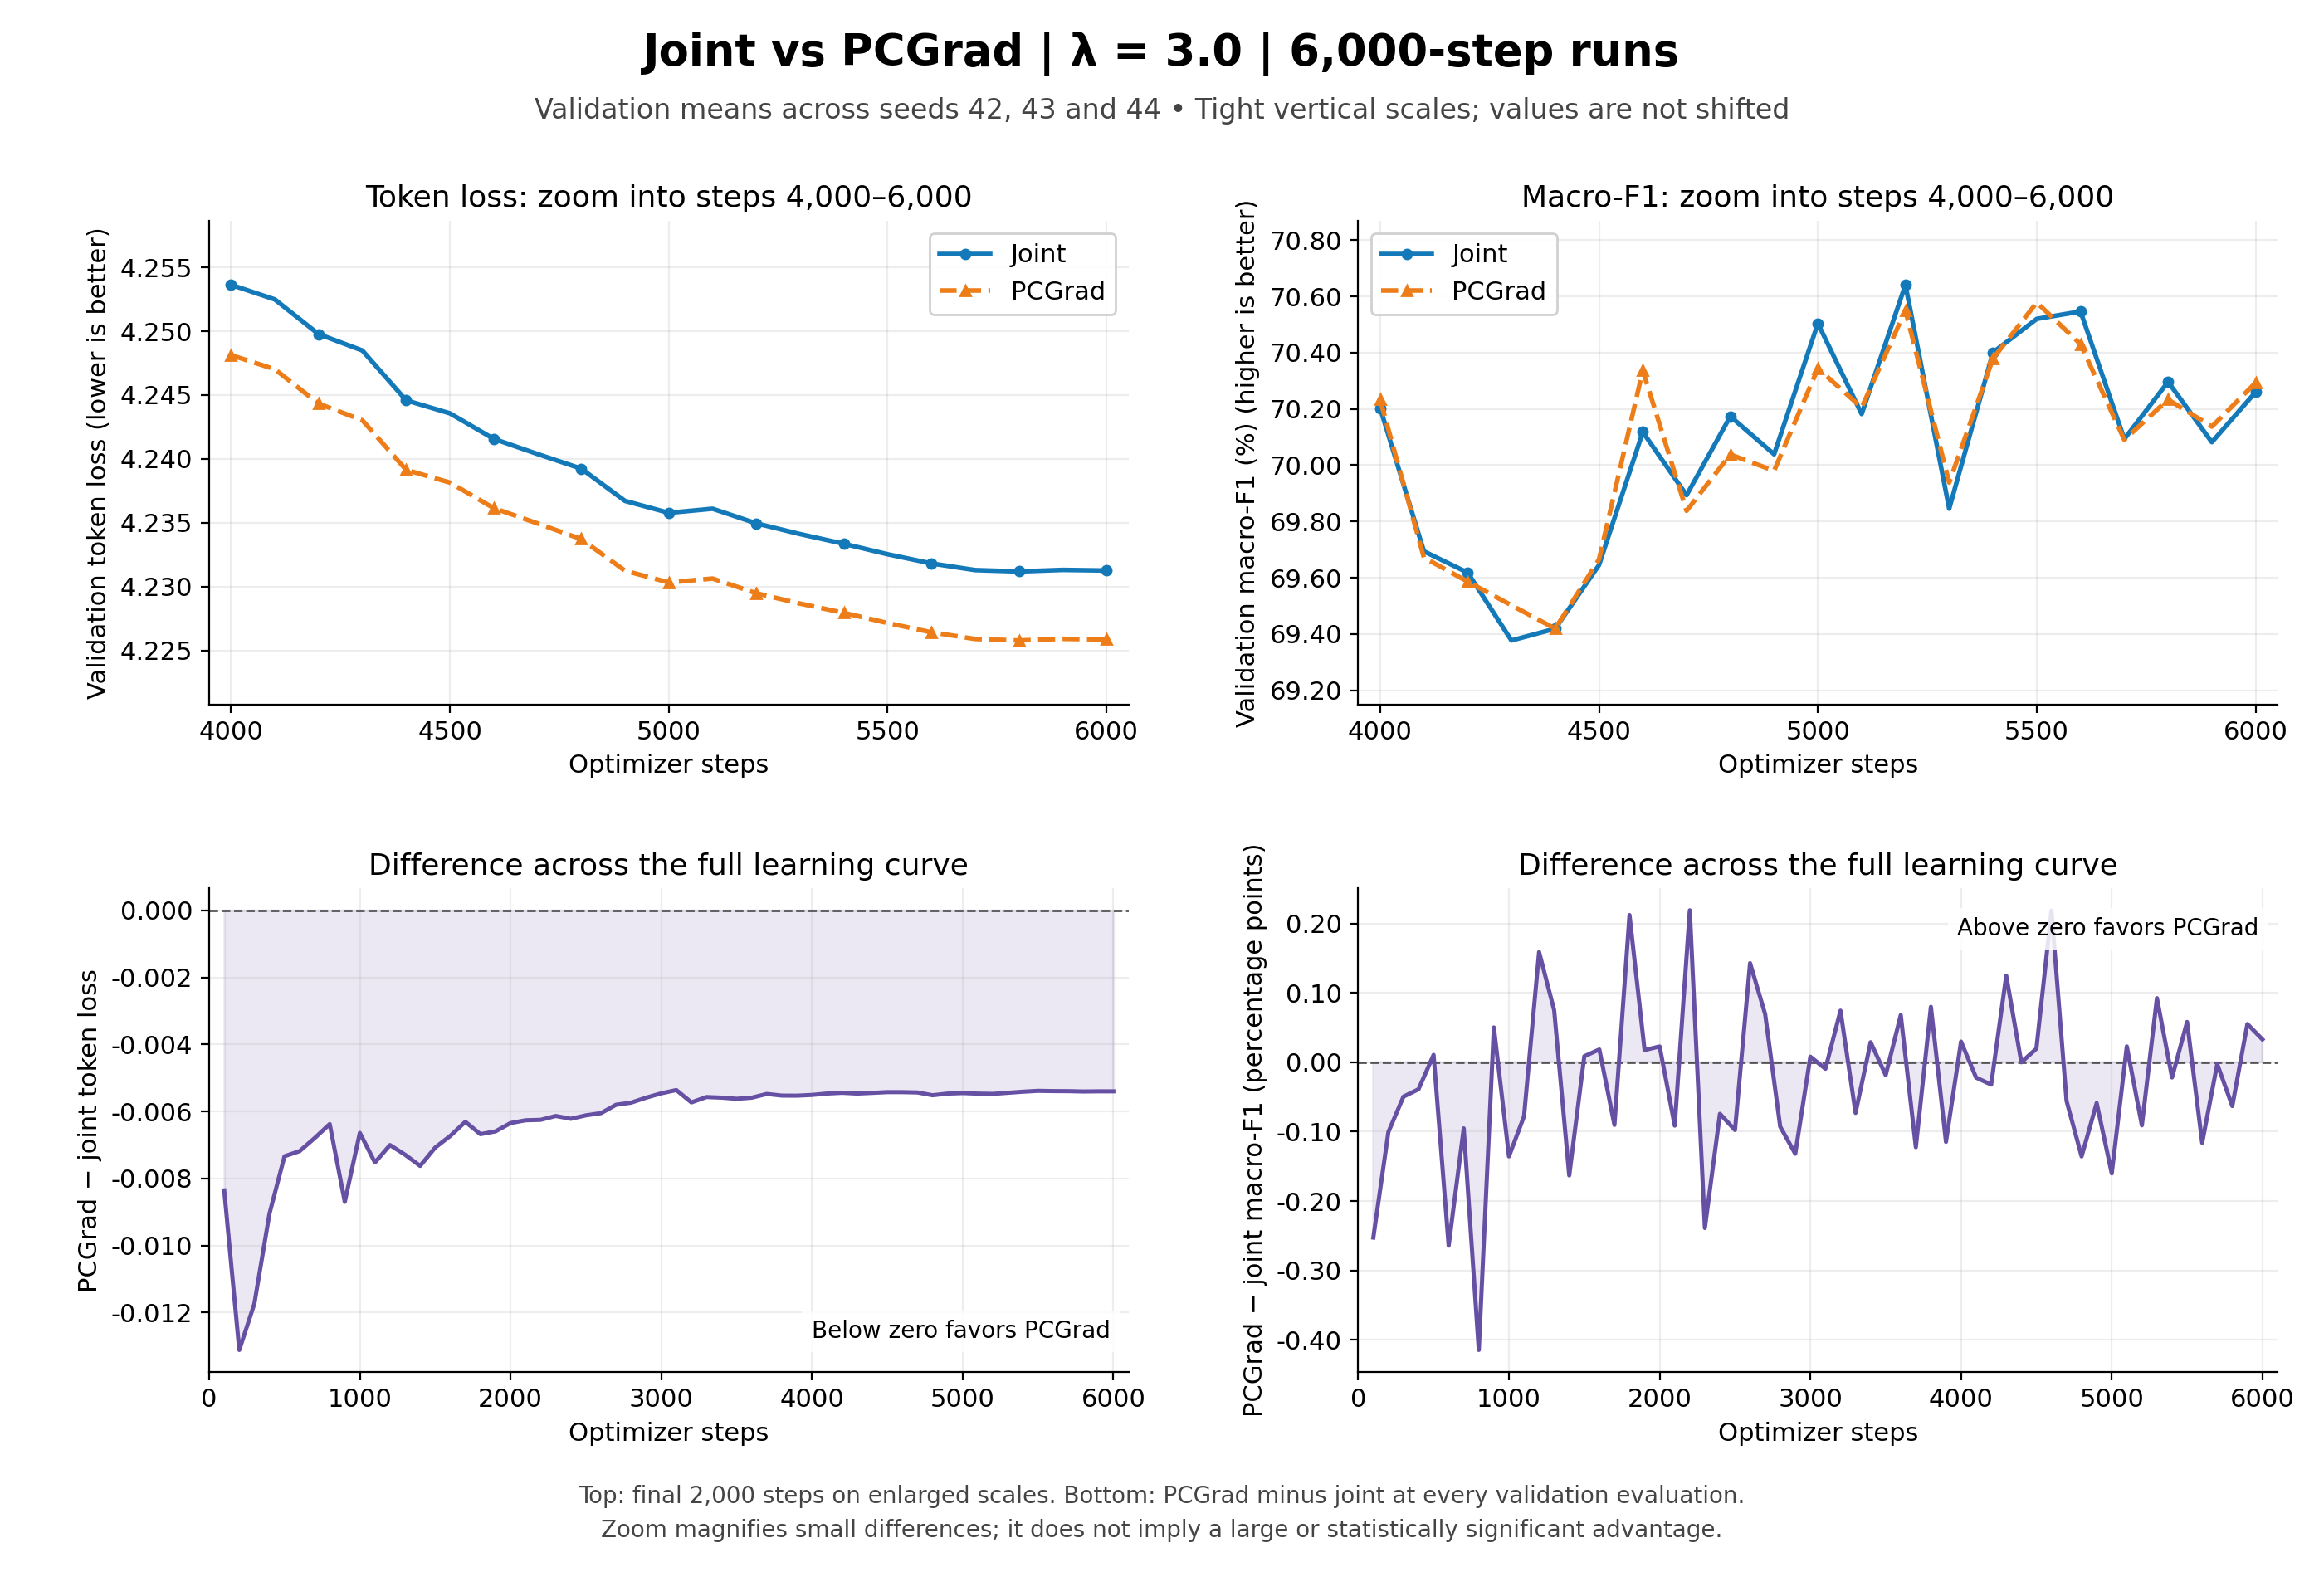 Joint vs PCGrad | λ = 3.0 | 6,000-step runs
Validation means across seeds 42, 43 and 44 • Tight vertical scales; values are not shifted
Token loss: zoom into steps 4,000–6,000
Validation token loss (lower is better)
4.255
4.250
4.245
4.240
4.235
4.230
4.225
Joint
PCGrad
4000 4500 5000 5500 6000
Optimizer steps
Macro-F1: zoom into steps 4,000–6,000
Validation macro-F1 (%) (higher is better)
70.80
70.60
70.40
70.20
70.00
69.80
69.60
69.40
69.20
Joint
PCGrad
4000 4500 5000 5500 6000
Optimizer steps
Difference across the full learning curve
PCGrad − joint token loss
0.000
-0.002
-0.004
-0.006
-0.008
-0.010
-0.012
Below zero favors PCGrad
0 1000 2000 3000 4000 5000 6000
Optimizer steps
Difference across the full learning curve
PCGrad − joint macro-F1 (percentage points)
0.20
0.10
0.00
-0.10
-0.20
-0.30
-0.40
Above zero favors PCGrad
0 1000 2000 3000 4000 5000 6000
Optimizer steps
Top: final 2,000 steps on enlarged scales. Bottom: PCGrad minus joint at every validation evaluation.
Zoom magnifies small differences; it does not imply a large or statistically significant advantage.